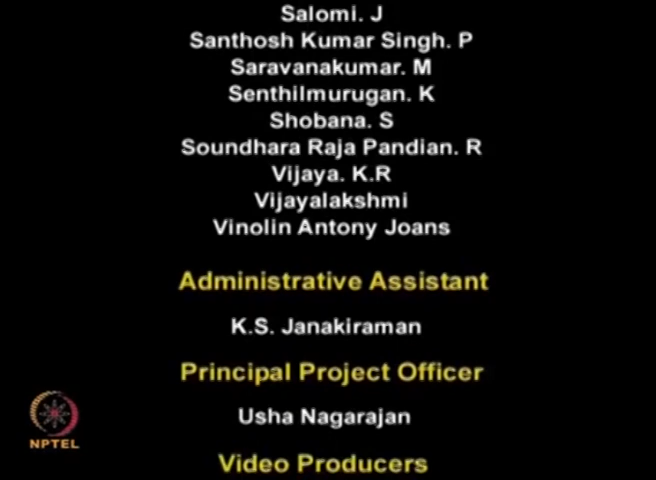 Salomi. J
Santhosh Kumar Singh. P
Saravanakumar. M
Senthilmurugan. K
Shobana. S
Soundhara Raja Pandian. R
Vijaya. K.R
Vijayalakshmi
Vinolin Antony Joans
Administrative Assistant
K.S. Janakiraman
Principal Project Officer
Usha Nagarajan
NPTEL
Video Producers